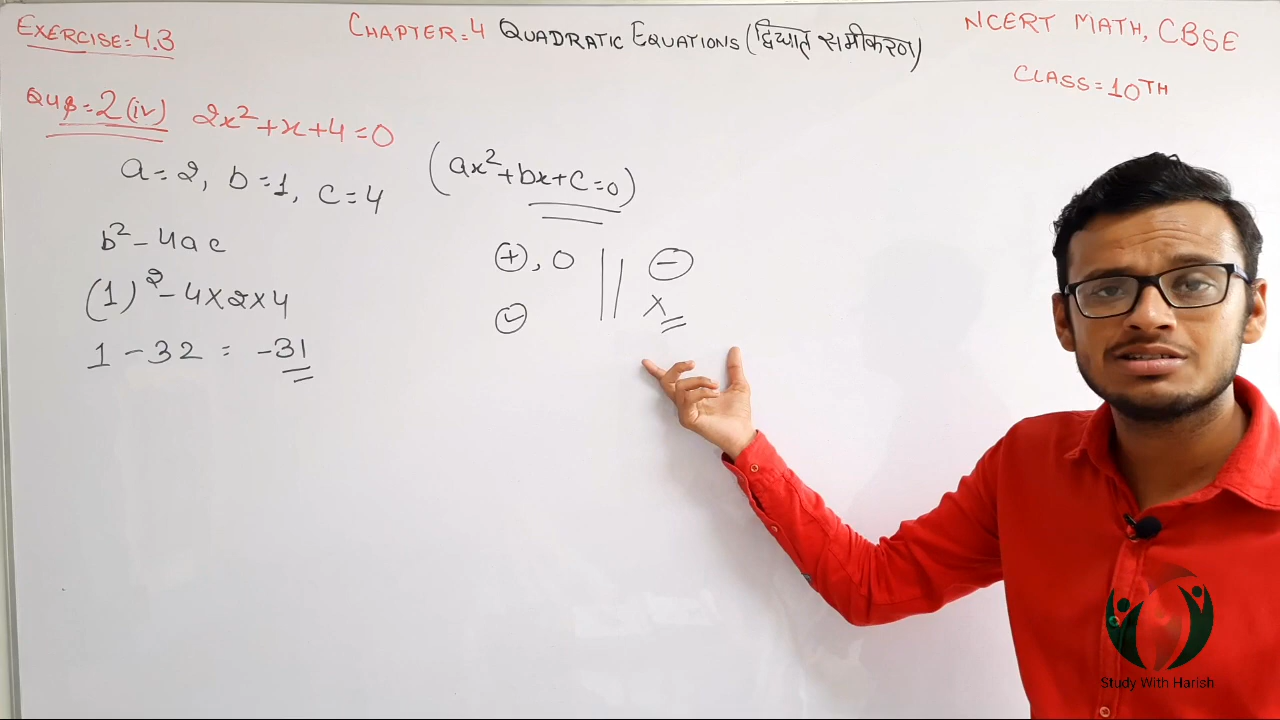 EXERCISE:4.3
CHAPTER:4 QUADRATIC EQUATIONS (द्विघात समीकरण)
NCERT MATH, CBSE
CLASS=10TH
QUS=2(iv) 2x²+x+4=0
a=2, b=1, c=4 (ax²+bx+c=0)
b²-4ac
(+), 0 || (-)
(1)²-4×2×4
✓ ×
1-32 = -31
Study With Harish